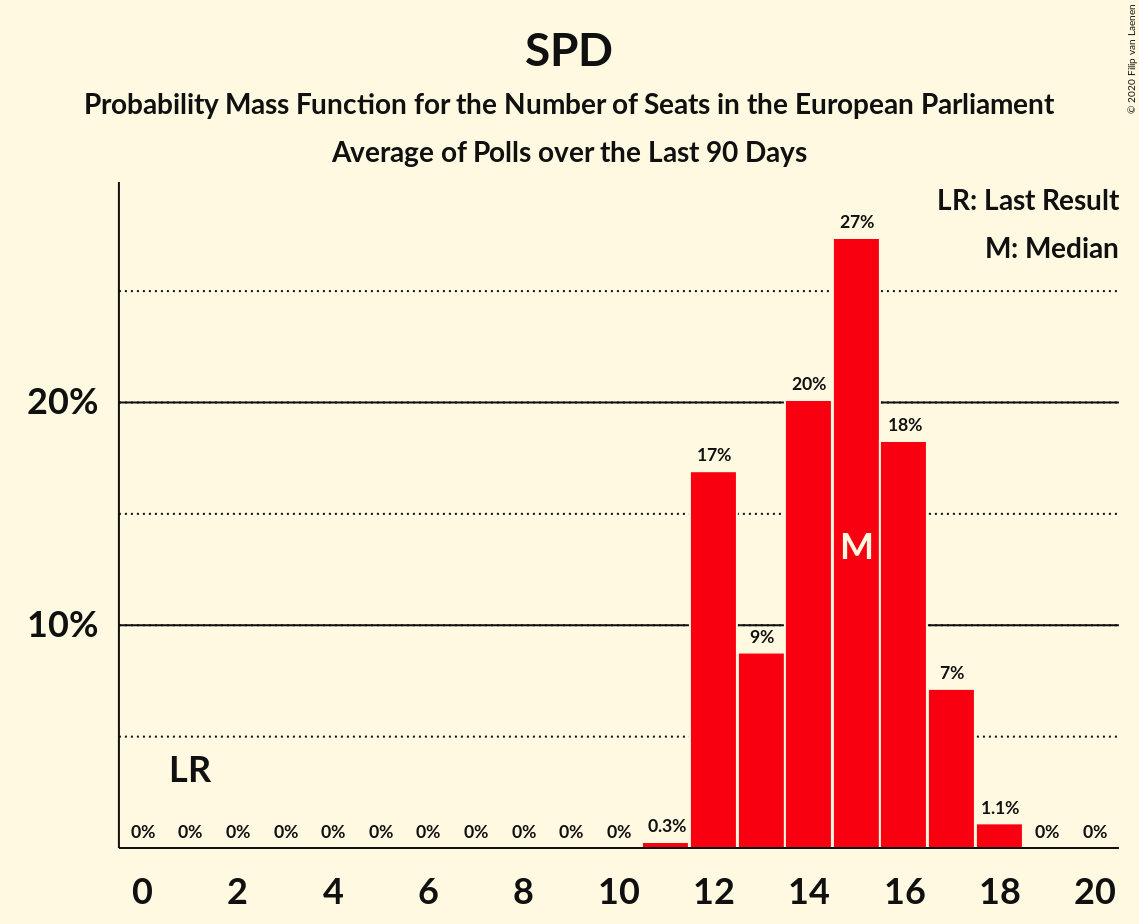 SPD
Probability Mass Function for the Number of Seats in the European Parliament
Average of Polls over the Last 90 Days
© 2020 Filip van Laenen
LR: Last Result
M: Median
27%
20%
20%
18%
17%
M
10%
9%
7%
LR
0% 0% 0% 0% 0% 0% 0% 0% 0% 0% 0% 0.3% 1.1% 0% 0%
0 2 4 6 8 10 12 14 16 18 20